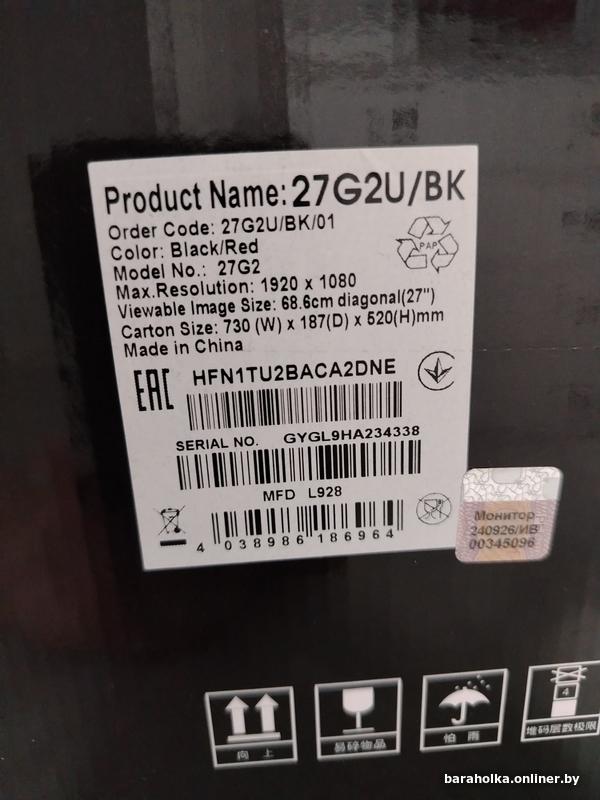 Product Name: 27G2U/BK
Order Code: 27G2U/BK/01
Color: Black/Red
Model No.: 27G2
Max.Resolution: 1920 x 1080
Viewable Image Size: 68.6cm diagonal(27")
Carton Size: 730 (W) x 187(D) x 520(H)mm
Made in China
PAP
EAC
HFN1TU2BACA2DNE
SERIAL NO. GYGL9HA234338
MFD L928
4 038986 186964
Монитор
240926/ИВ
00345096
4
向上
易碎物品
怕雨
堆码层数极限
baraholka.onliner.by